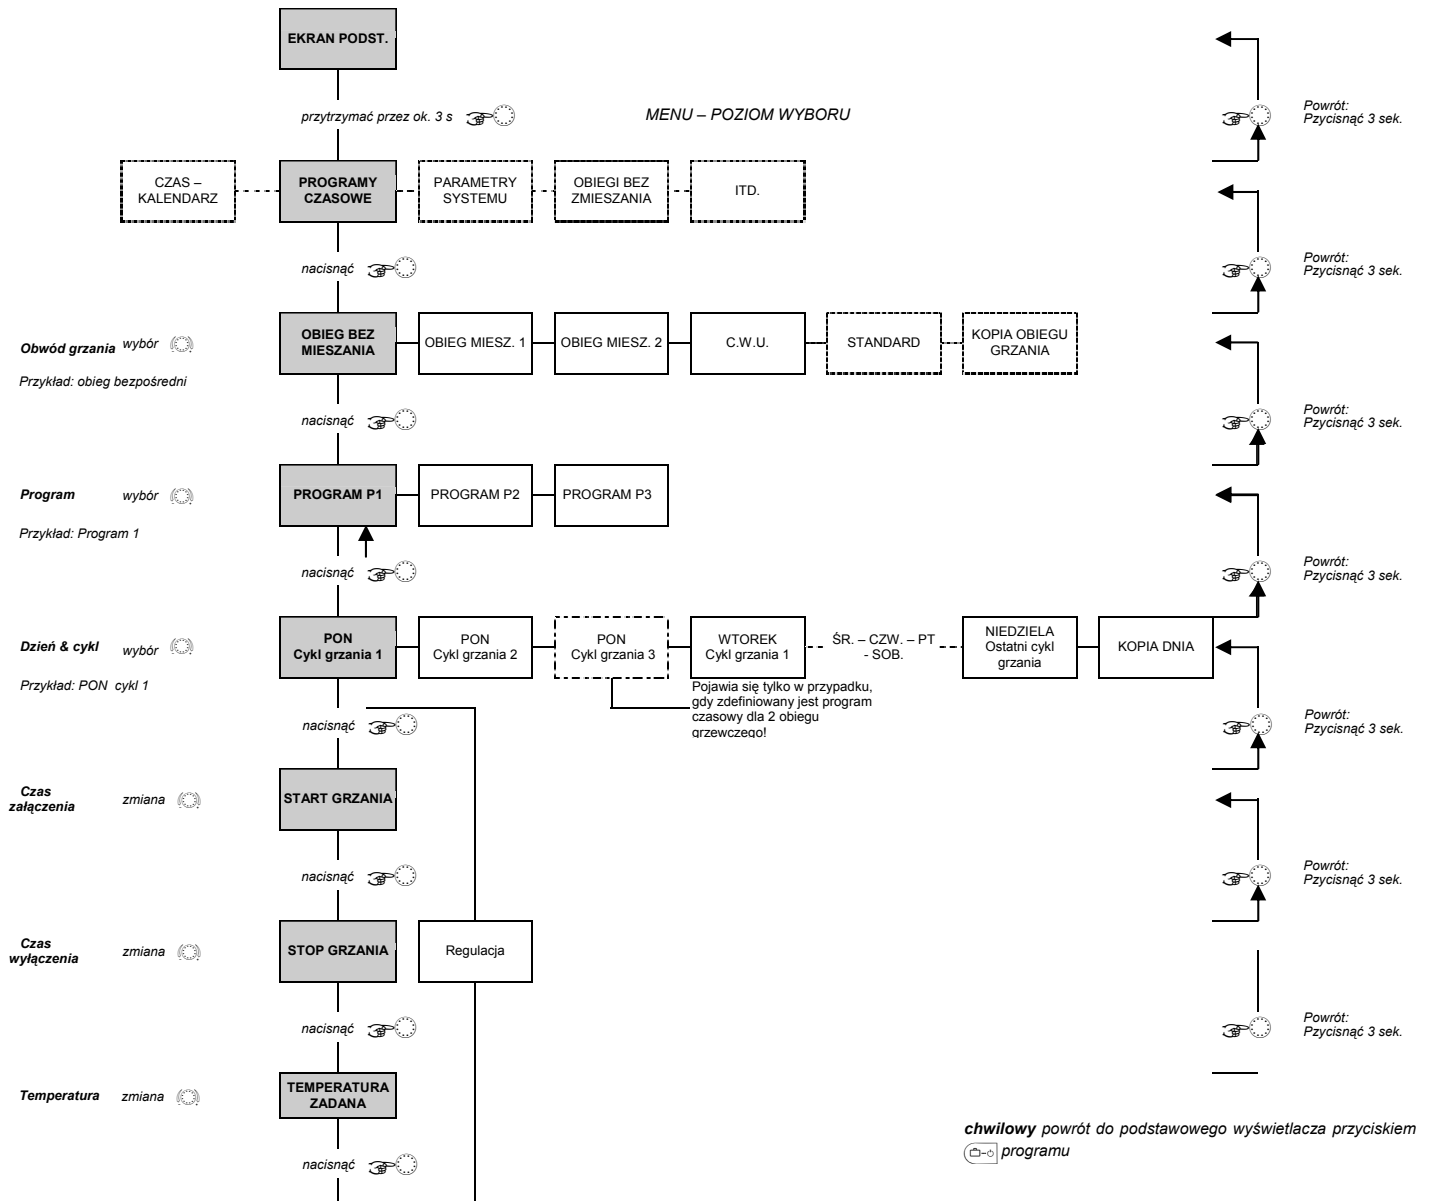 EKRAN PODST.
przytrzymać przez ok. 3 s
MENU – POZIOM WYBORU
Powrót:
Pzycisnąć 3 sek.
CZAS –
KALENDARZ
PROGRAMY
CZASOWE
PARAMETRY
SYSTEMU
OBIEGI BEZ
ZMIESZANIA
ITD.
nacisnąć
Powrót:
Pzycisnąć 3 sek.
Obwód grzania wybór
Przykład: obieg bezpośredni
OBIEG BEZ
MIESZANIA
OBIEG MIESZ. 1
OBIEG MIESZ. 2
C.W.U.
STANDARD
KOPIA OBIEGU
GRZANIA
nacisnąć
Powrót:
Pzycisnąć 3 sek.
Program wybór
Przykład: Program 1
PROGRAM P1
PROGRAM P2
PROGRAM P3
nacisnąć
Powrót:
Pzycisnąć 3 sek.
Dzień & cykl wybór
Przykład: PON cykl 1
PON
Cykl grzania 1
PON
Cykl grzania 2
PON
Cykl grzania 3
WTOREK
Cykl grzania 1
ŚR. – CZW. – PT
- SOB.
NIEDZIELA
Ostatni cykl
grzania
KOPIA DNIA
Pojawia się tylko w przypadku,
gdy zdefiniowany jest program
czasowy dla 2 obiegu
grzewczego!
nacisnąć
Powrót:
Pzycisnąć 3 sek.
Czas
załączenia
zmiana
START GRZANIA
nacisnąć
Powrót:
Pzycisnąć 3 sek.
Czas
wyłączenia
zmiana
STOP GRZANIA
Regulacja
nacisnąć
Powrót:
Pzycisnąć 3 sek.
Temperatura zmiana
TEMPERATURA
ZADANA
chwilowy powrót do podstawowego wyświetlacza przyciskiem
programu
nacisnąć